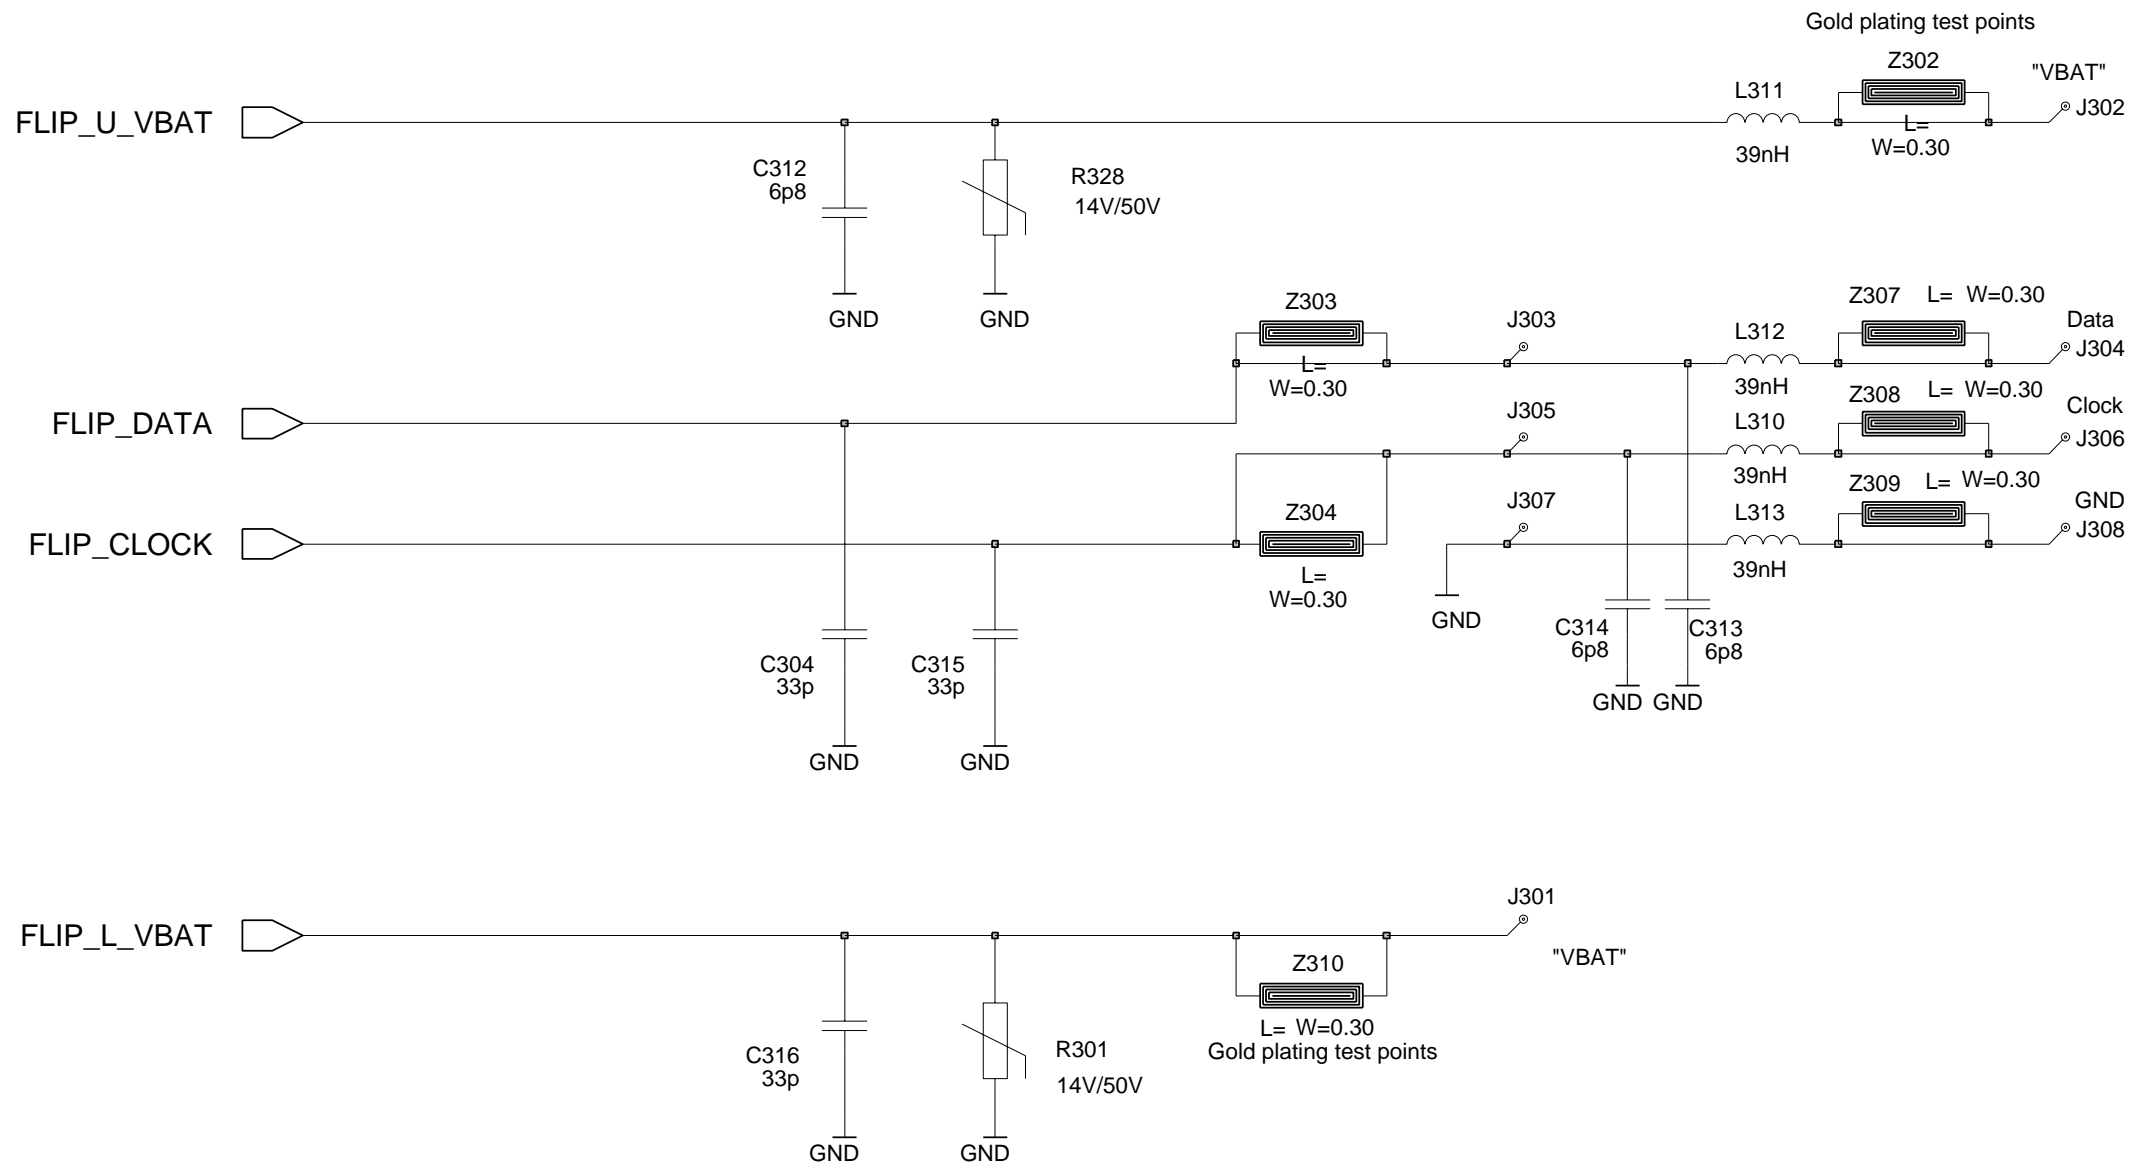 Gold plating test points
Z302
"VBAT"
L311
J302
FLIP_U_VBAT
L=
W=0.30
39nH
C312
6p8
R328
14V/50V
GND
GND
Z303
L=
W=0.30
J303
L312
39nH
Z307 L= W=0.30
Data
J304
FLIP_DATA
J305
L310
39nH
Z308 L= W=0.30
Clock
J306
FLIP_CLOCK
Z304
L=
W=0.30
J307
L313
39nH
Z309 L= W=0.30
GND
J308
GND
C314
6p8
C313
6p8
GND
GND
C304
33p
C315
33p
GND
GND
FLIP_L_VBAT
J301
"VBAT"
Z310
L= W=0.30
Gold plating test points
C316
33p
R301
14V/50V
GND
GND